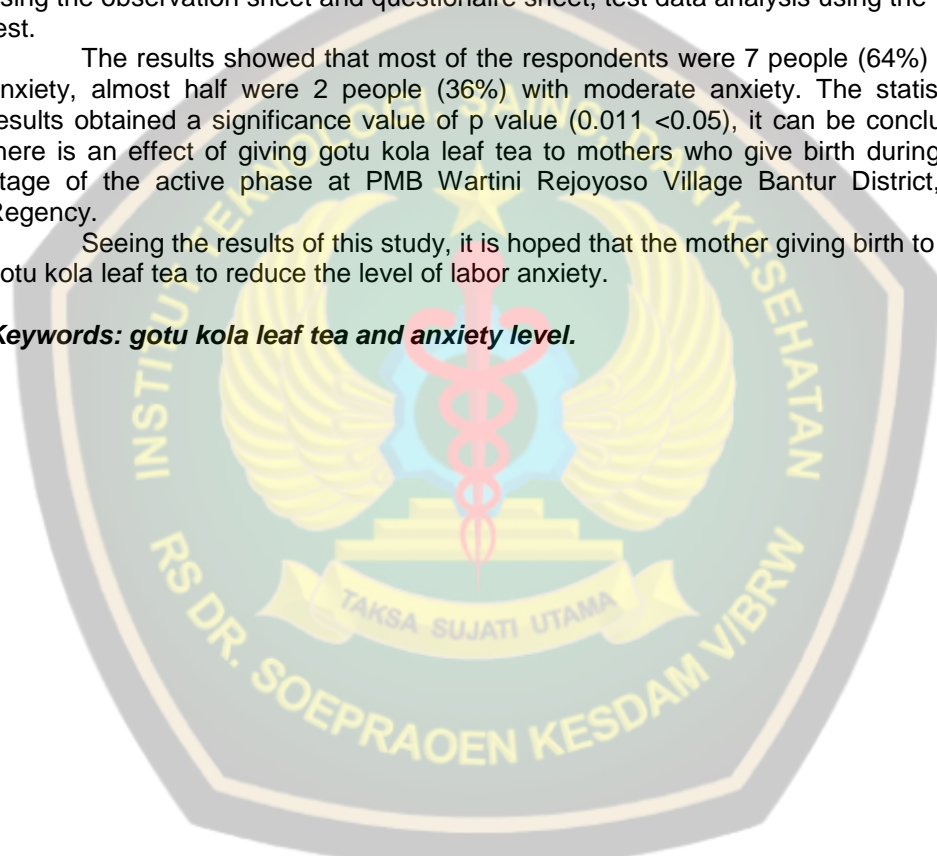 using the observation sheet and questionaire sheet, test data analysis using the
test.
The results showed that most of the respondents were 7 people (64%)
anxiety, almost half were 2 people (36%) with moderate anxiety. The statis
results obtained a significance value of p value (0.011 <0.05), it can be conclu
there is an effect of giving gotu kola leaf tea to mothers who give birth during
stage of the active phase at PMB Wartini Rejoyoso Village Bantur District,
Regency.
Seeing the results of this study, it is hoped that the mother giving birth to
gotu kola leaf tea to reduce the level of labor anxiety.
Keywords: gotu kola leaf tea and anxiety level.
INSTITUT TEKNOLOGI, SAINS, DAN KESEHATAN
TAKSA SUJATI UTAMA
RS DR. SOEPRAOEN KESDAM V/BRW